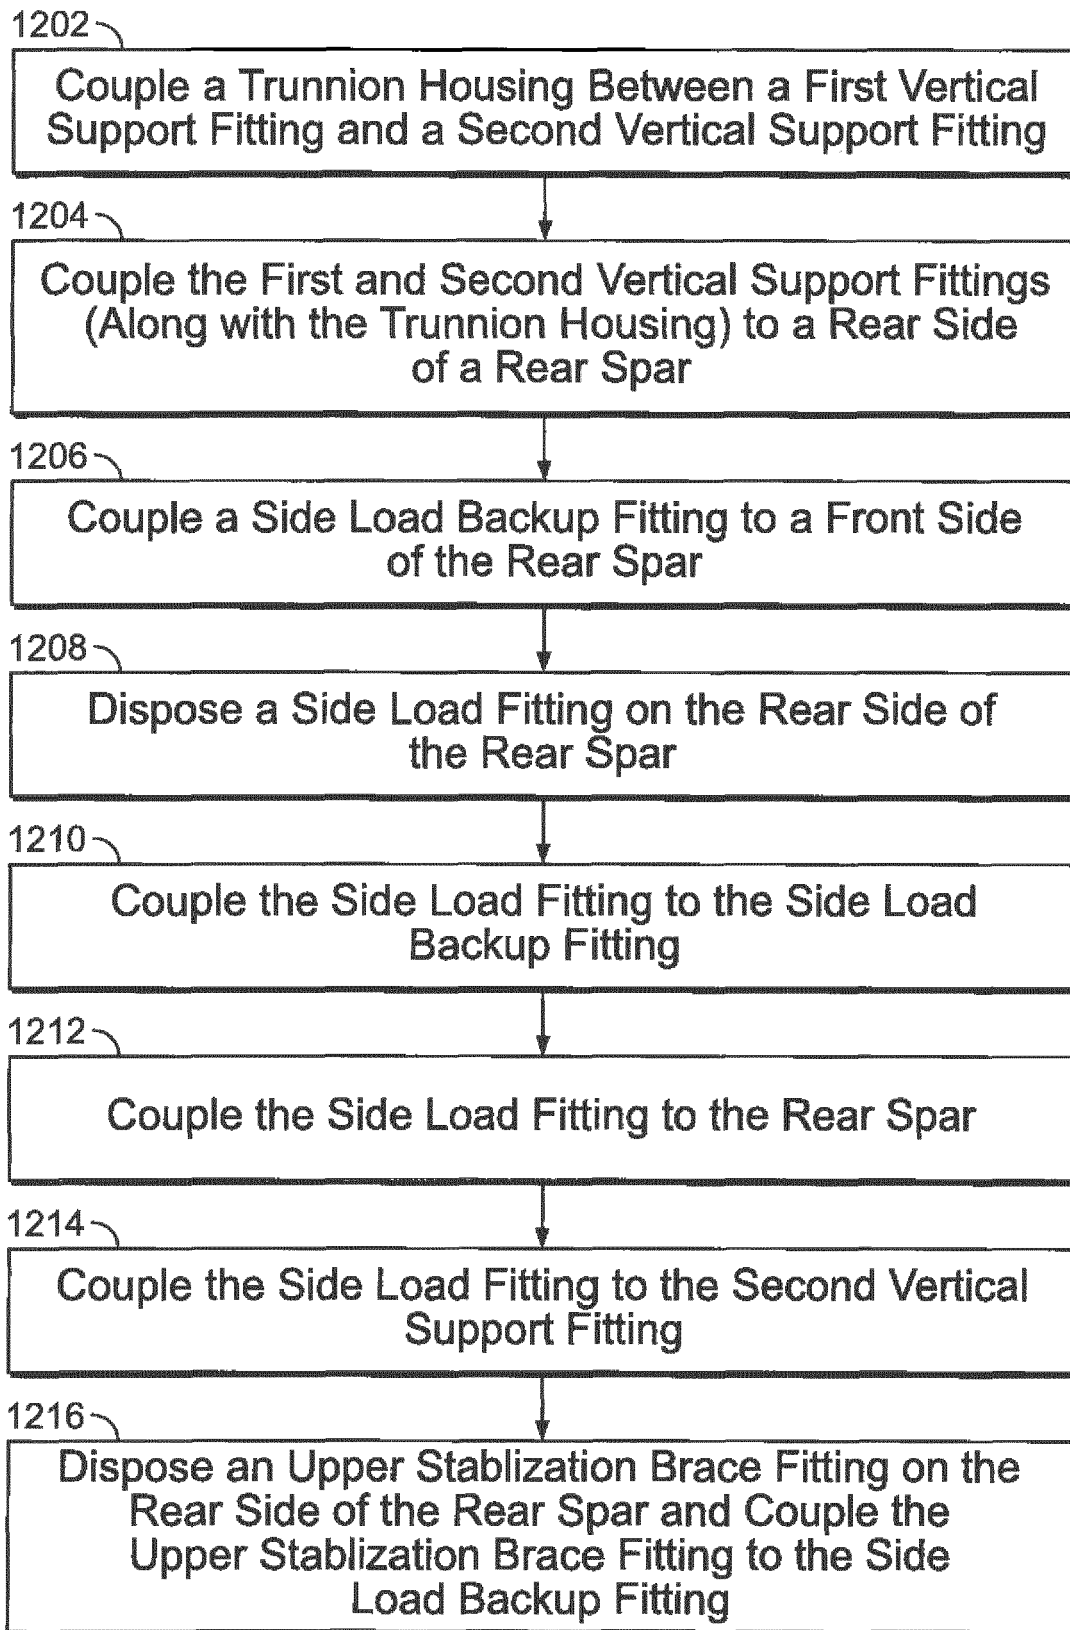 1202
Couple a Trunnion Housing Between a First Vertical
Support Fitting and a Second Vertical Support Fitting
1204
Couple the First and Second Vertical Support Fittings
(Along with the Trunnion Housing) to a Rear Side
of a Rear Spar
1206
Couple a Side Load Backup Fitting to a Front Side
of the Rear Spar
1208
Dispose a Side Load Fitting on the Rear Side of
the Rear Spar
1210
Couple the Side Load Fitting to the Side Load
Backup Fitting
1212
Couple the Side Load Fitting to the Rear Spar
1214
Couple the Side Load Fitting to the Second Vertical
Support Fitting
1216
Dispose an Upper Stablization Brace Fitting on the
Rear Side of the Rear Spar and Couple the
Upper Stablization Brace Fitting to the Side
Load Backup Fitting